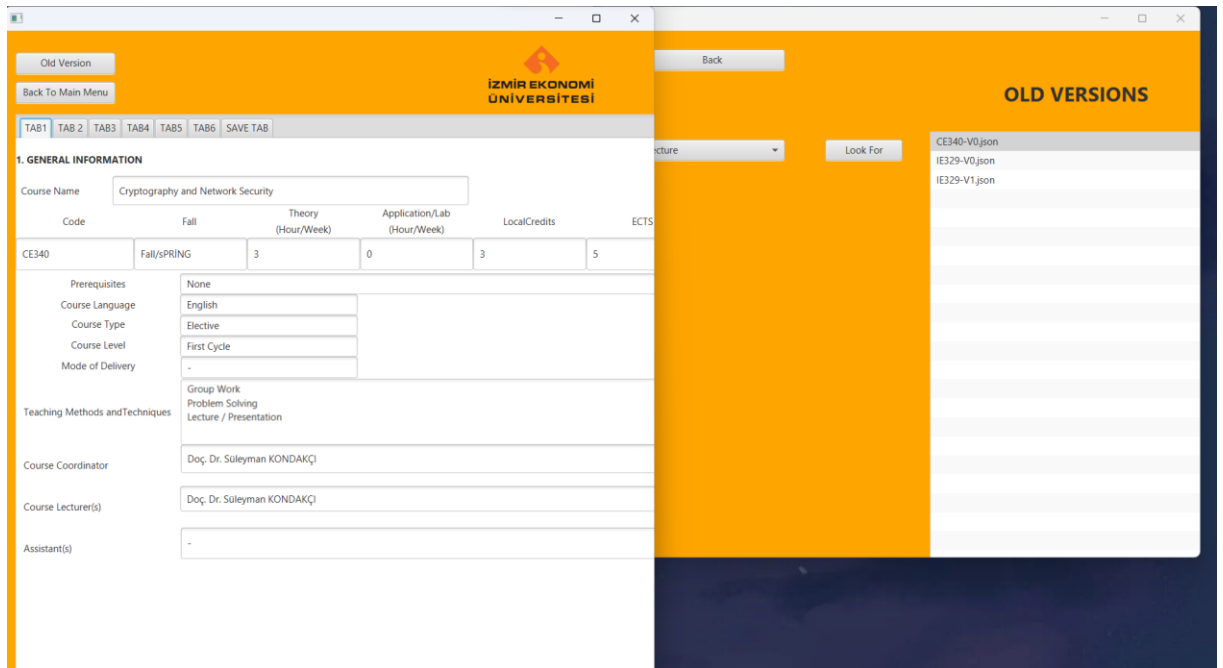 Old Version
Back To Main Menu
İZMİR EKONOMİ
ÜNİVERSİTESİ
TAB1 TAB 2 TAB3 TAB4 TAB5 TAB6 SAVE TAB
1. GENERAL INFORMATION
Course Name Cryptography and Network Security
Code Fall Theory (Hour/Week) Application/Lab (Hour/Week) LocalCredits ECTS
CE340 Fall/sPRİNG 3 0 3 5
Prerequisites None
Course Language English
Course Type Elective
Course Level First Cycle
Mode of Delivery -
Teaching Methods andTechniques
Group Work
Problem Solving
Lecture / Presentation
Course Coordinator Doç. Dr. Süleyman KONDAKÇI
Course Lecturer(s) Doç. Dr. Süleyman KONDAKÇI
Assistant(s) -
Back
OLD VERSIONS
ecture Look For
CE340-V0.json
IE329-V0.json
IE329-V1.json